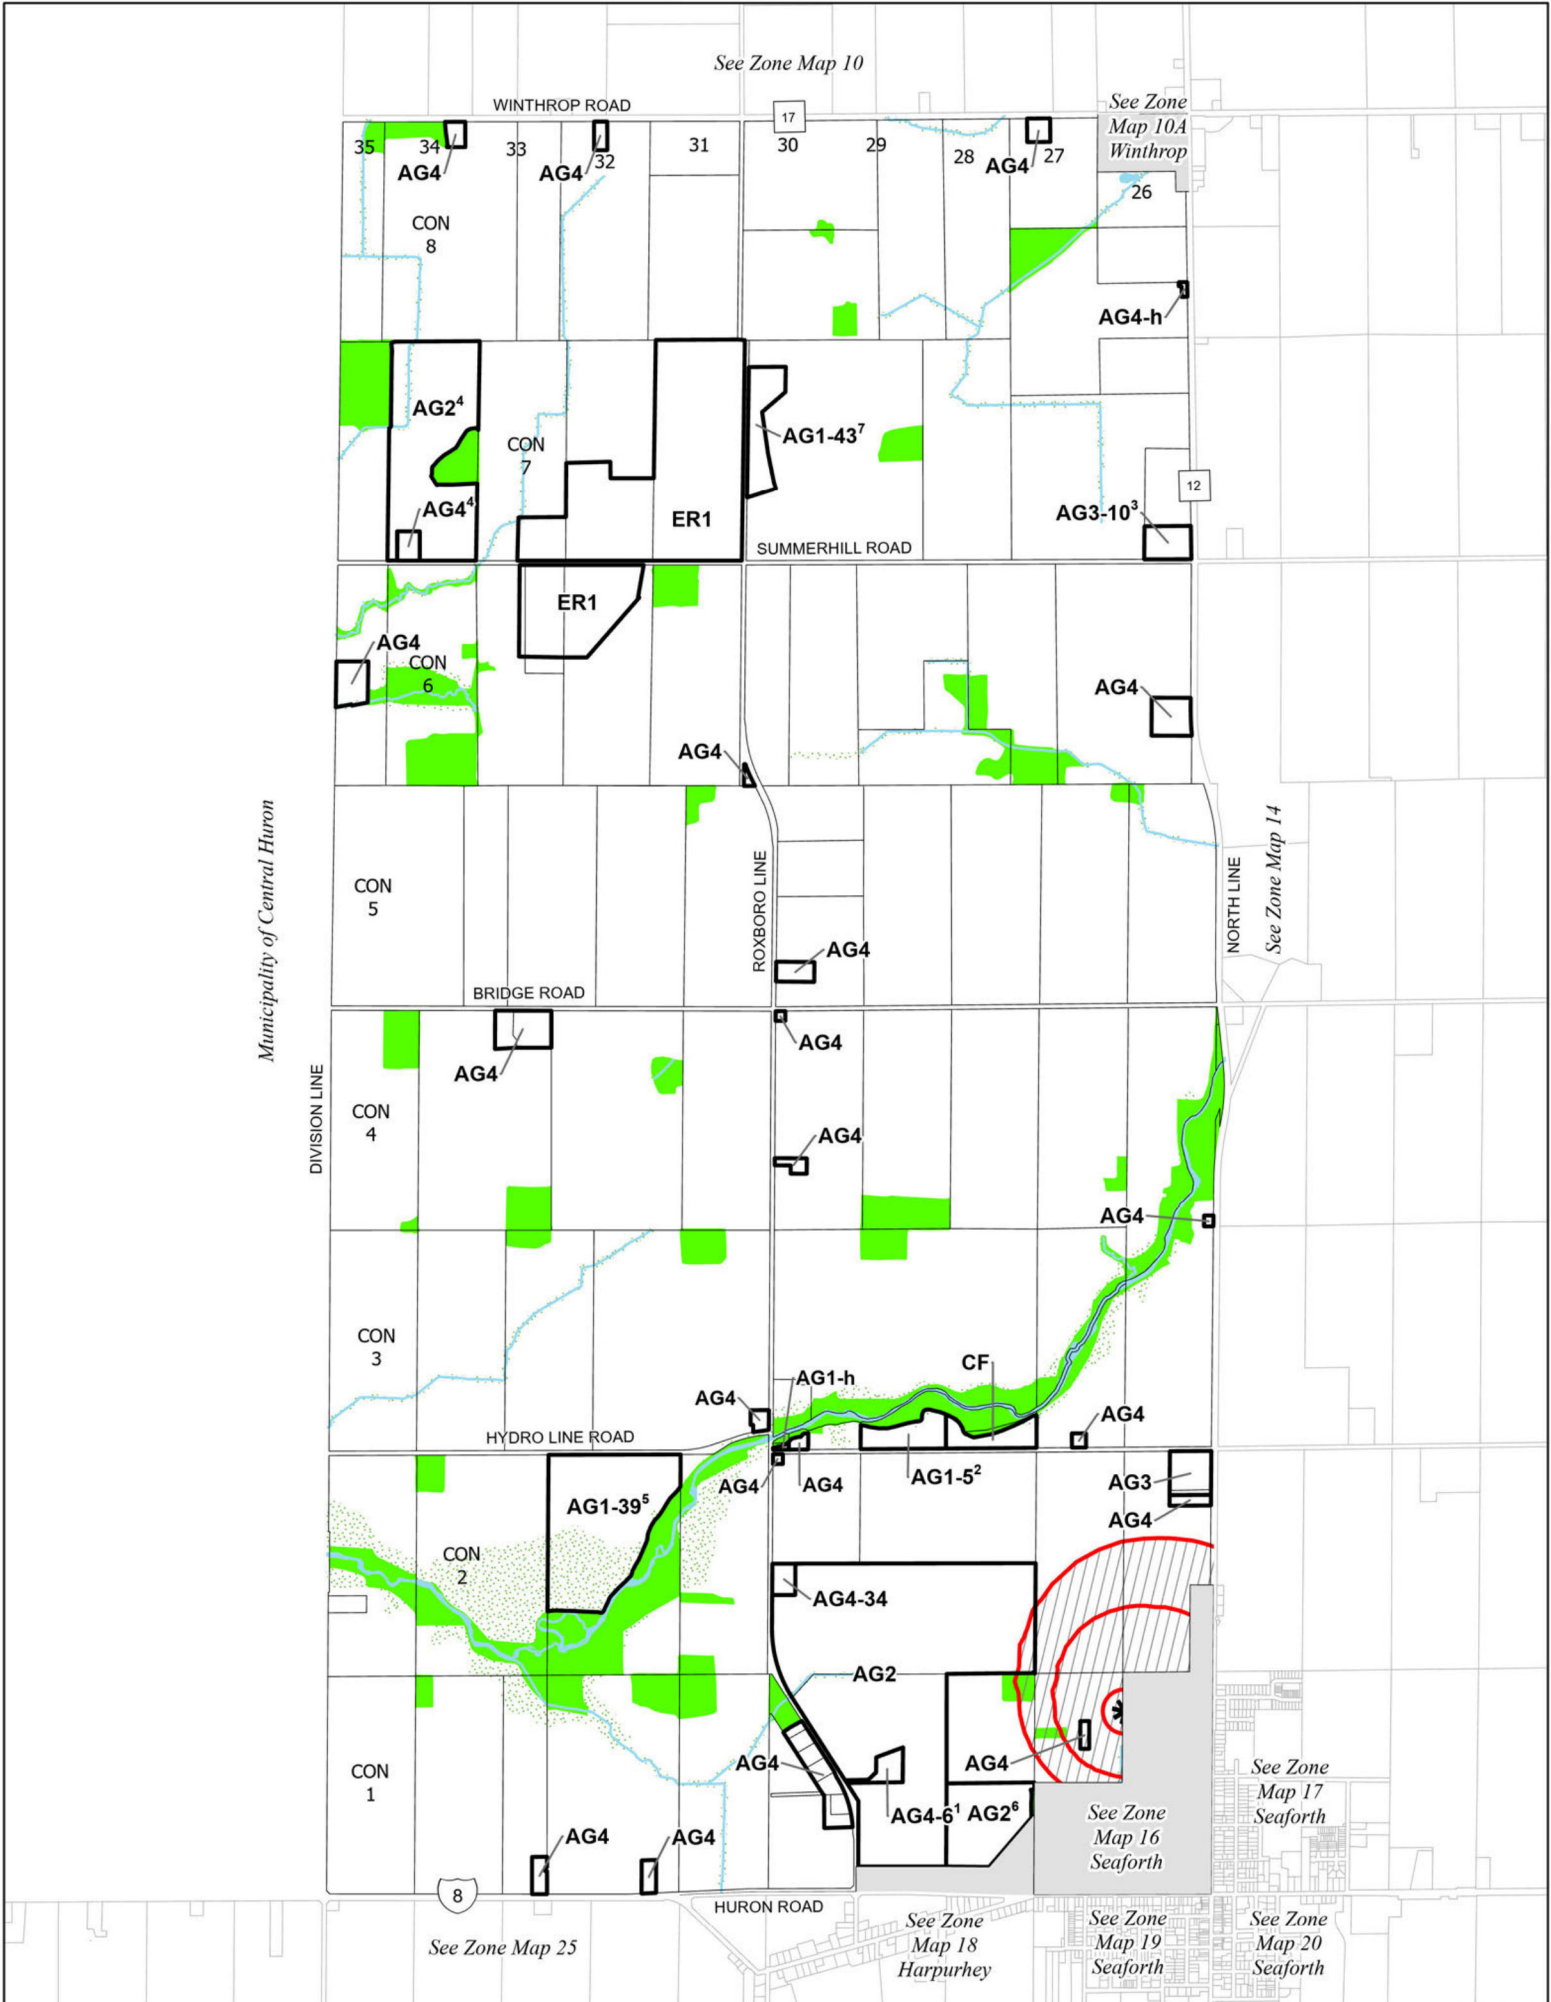 See Zone Map 10
WINTHROP ROAD
17
See Zone
Map 10A
Winthrop
35
34
33
32
31
30
29
28
27
26
AG4
AG4
AG4
CON
8
AG4-h
AG2⁴
CON
7
AG1-43⁷
AG4⁴
ER1
AG3-10³
12
SUMMERHILL ROAD
ER1
AG4
CON
6
AG4
AG4
Municipality of Central Huron
CON
5
ROXBORO LINE
NORTH LINE
See Zone Map 14
AG4
BRIDGE ROAD
AG4
AG4
DIVISION LINE
CON
4
AG4
AG4
CON
3
CF
AG1-h
AG4
AG4
HYDRO LINE ROAD
AG4
AG4
AG1-5²
AG3
AG4
AG1-39⁵
CON
2
AG4-34
AG2
AG4
AG4
CON
1
AG4-6¹
AG2⁶
See Zone
Map 17
Seaforth
See Zone
Map 16
Seaforth
AG4
AG4
8
HURON ROAD
See Zone Map 25
See Zone
Map 18
Harpurhey
See Zone
Map 19
Seaforth
See Zone
Map 20
Seaforth